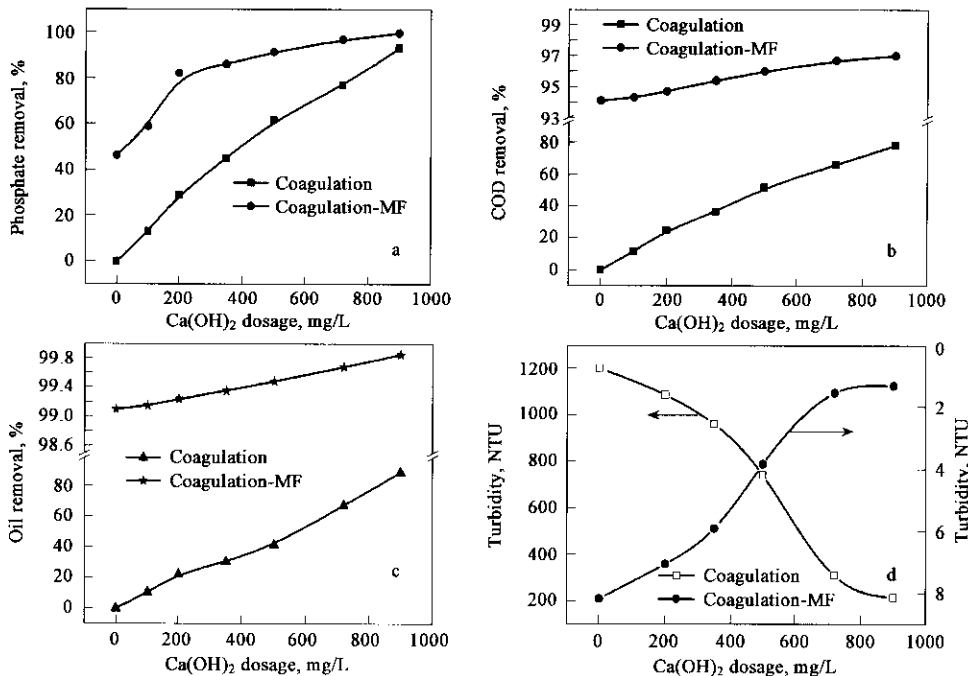 100
80
60
40
20
0
Phosphate removal, %
Coagulation
Coagulation-MF
a
0 200 400 600 800 1000
Ca(OH)2 dosage, mg/L
Coagulation
Coagulation-MF
97
95
93
80
60
40
20
0
COD removal, %
b
0 200 400 600 800 1000
Ca(OH)2 dosage, mg/L
99.8
99.4
99.0
98.6
80
60
40
20
0
Oil removal, %
Coagulation
Coagulation-MF
c
0 200 400 600 800 1000
Ca(OH)2 dosage, mg/L
1200
1000
800
600
400
200
Turbidity, NTU
0
2
4
6
8
Turbidity, NTU
Coagulation
Coagulation-MF
d
0 200 400 600 800 1000
Ca(OH)2 dosage, mg/L